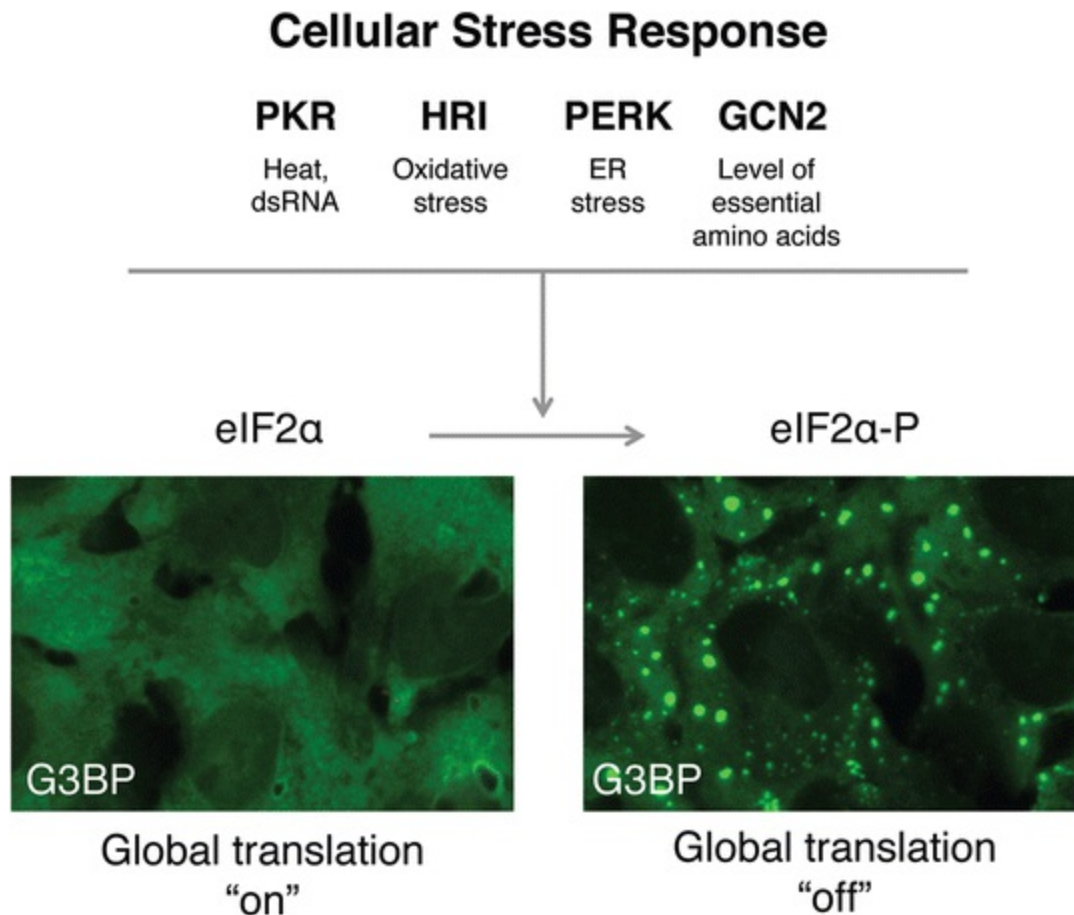 Cellular Stress Response
PKR HRI PERK GCN2
Heat, Oxidative ER Level of
dsRNA stress stress essential
amino acids
eIF2α eIF2α-P
G3BP G3BP
Global translation Global translation
“on” “off”